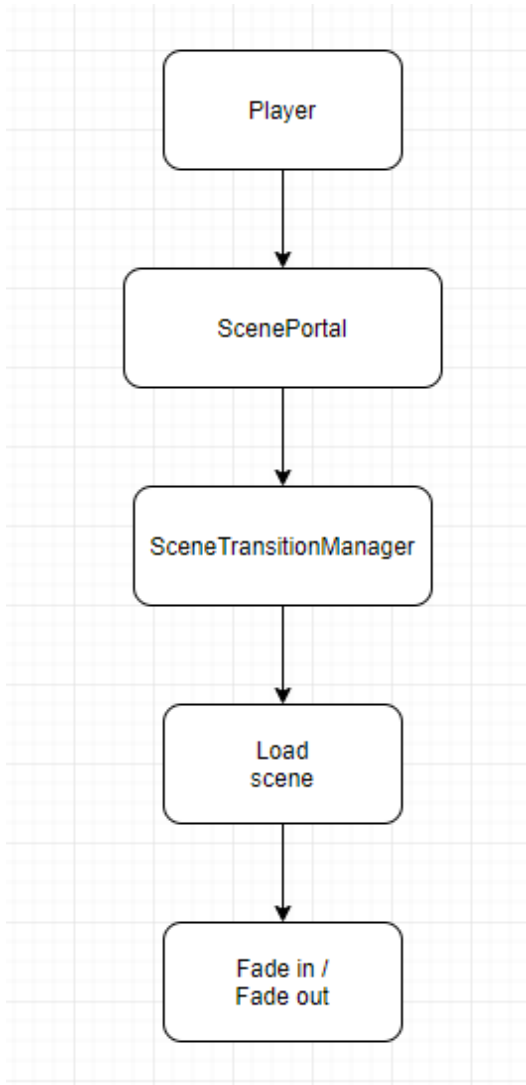 Player
ScenePortal
SceneTransitionManager
Load
scene
Fade in /
Fade out